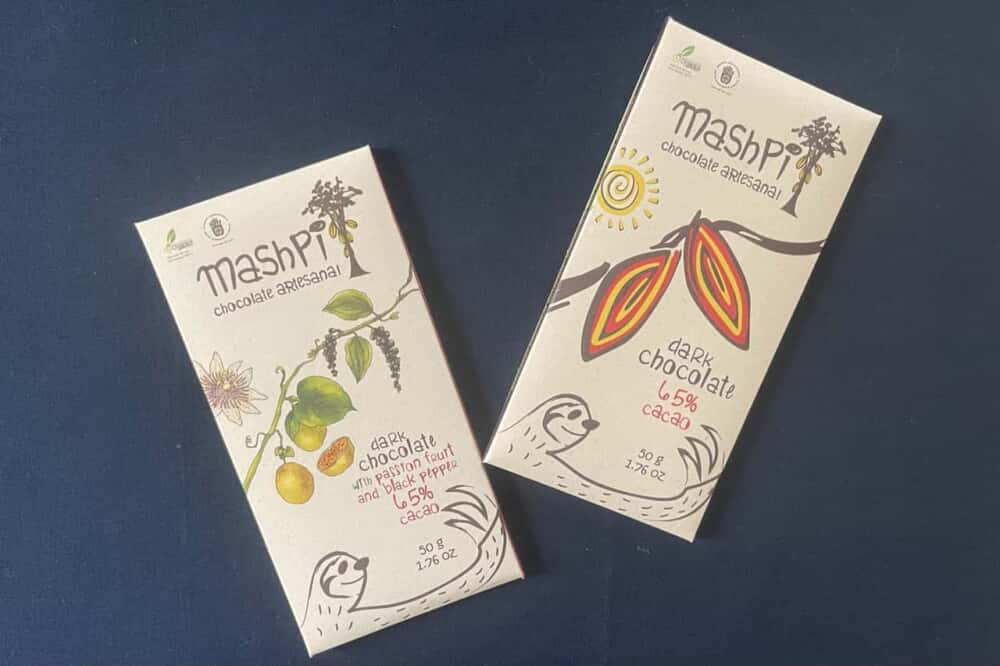 mashpi
chocolate artesanal
dark
chocolate
with passion fruit
and black pepper
65%
cacao
50 g
1.76 oz
mashpi
chocolate artesanal
dark
chocolate
65%
cacao
50 g
1.76 oz